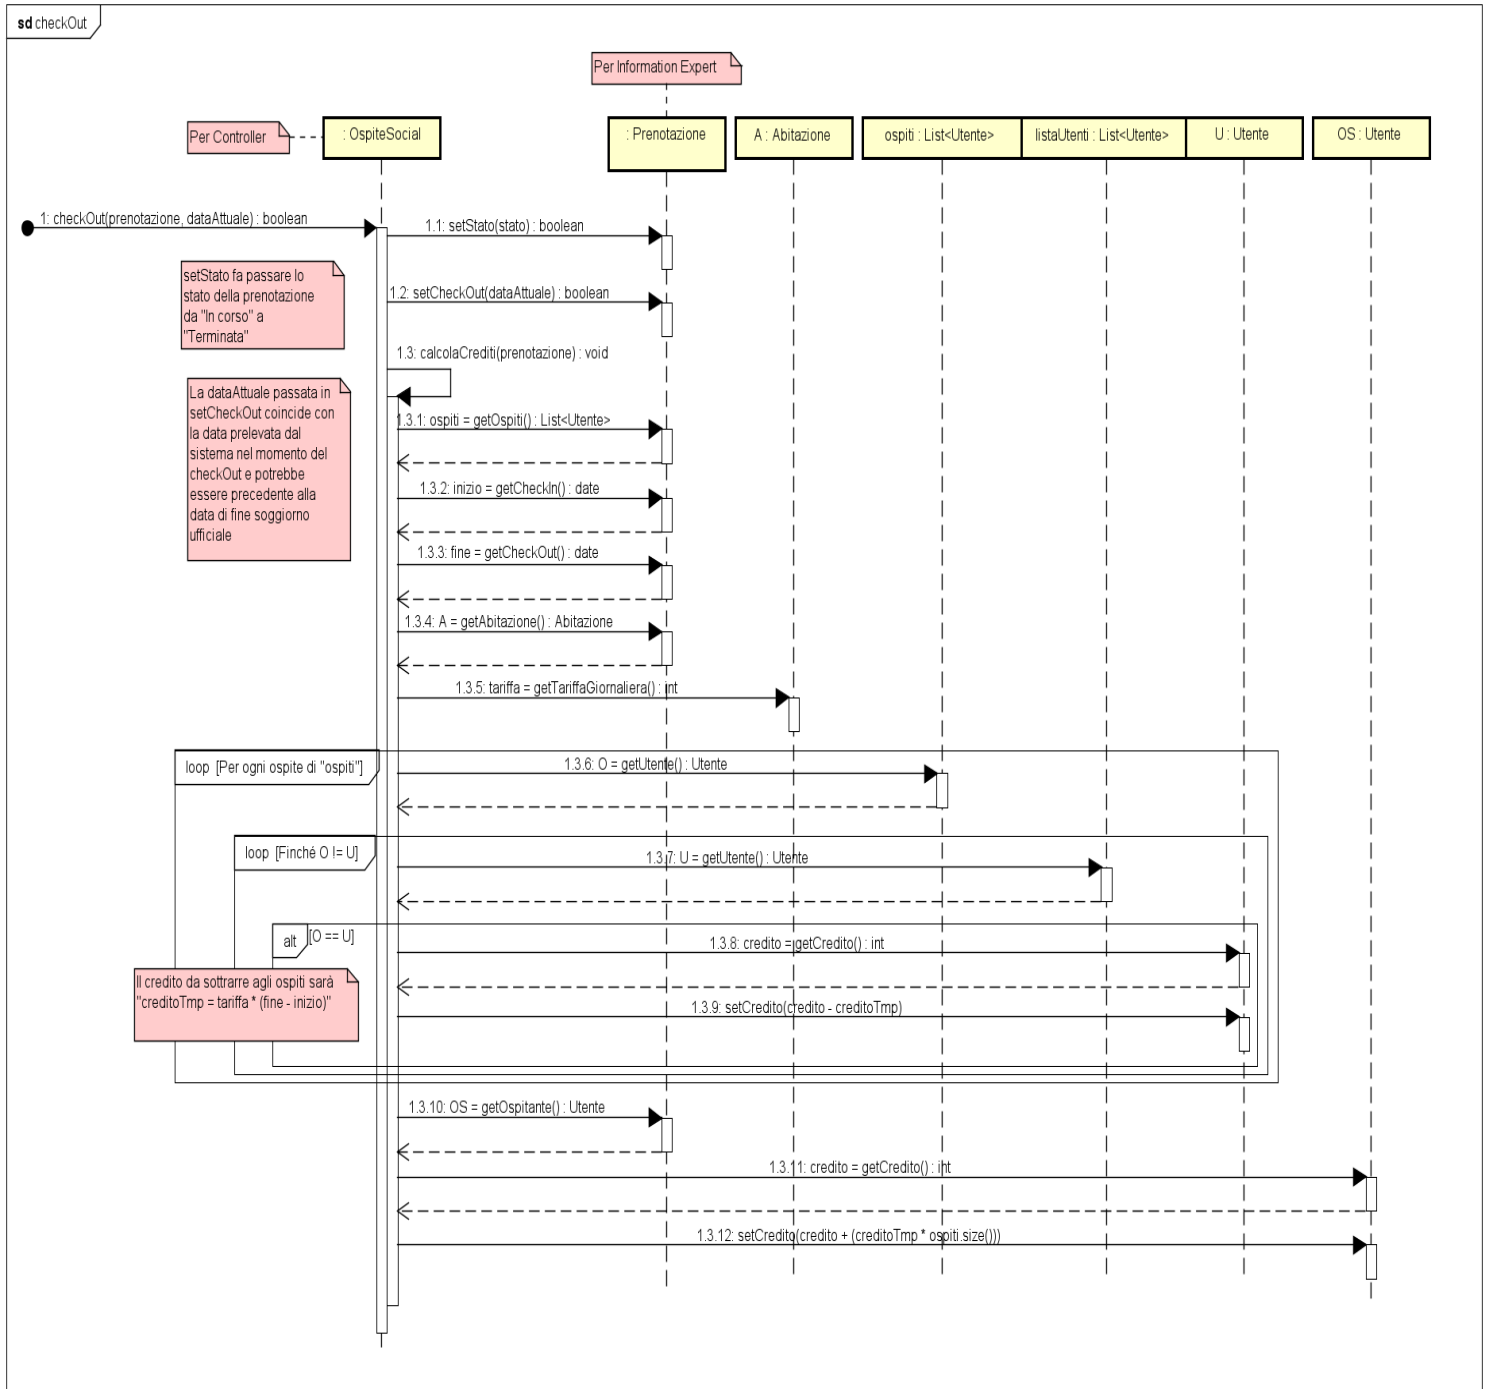 sd checkOut
Per Information Expert
Per Controller
: OspiteSocial
: Prenotazione
A : Abitazione
ospiti : List<Utente>
listaUtenti : List<Utente>
U : Utente
OS : Utente
1: checkOut(prenotazione, dataAttuale) : boolean
1.1: setStato(stato) : boolean
setStato fa passare lo
stato della prenotazione
da "In corso" a
"Terminata"
1.2: setCheckOut(dataAttuale) : boolean
1.3: calcolaCrediti(prenotazione) : void
La dataAttuale passata in
setCheckOut coincide con
la data prelevata dal
sistema nel momento del
checkOut e potrebbe
essere precedente alla
data di fine soggiorno
ufficiale
1.3.1: ospiti = getOspiti() : List<Utente>
1.3.2: inizio = getCheckIn() : date
1.3.3: fine = getCheckOut() : date
1.3.4: A = getAbitazione() : Abitazione
1.3.5: tariffa = getTariffaGiornaliera() : int
loop [Per ogni ospite di "ospiti"]
1.3.6: O = getUtente() : Utente
loop [Finché O != U]
1.3.7: U = getUtente() : Utente
alt [O == U]
1.3.8: credito = getCredito() : int
Il credito da sottrarre agli ospiti sarà
"creditoTmp = tariffa * (fine - inizio)"
1.3.9: setCredito(credito - creditoTmp)
1.3.10: OS = getOspitante() : Utente
1.3.11: credito = getCredito() : int
1.3.12: setCredito(credito + (creditoTmp * ospiti.size()))